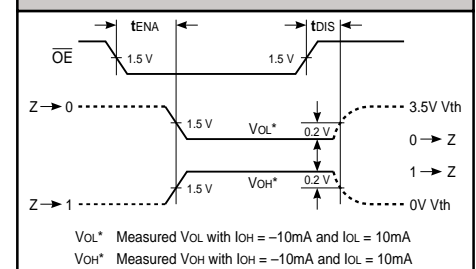 tENA tDIS
OE
1.5 V 1.5 V
Z → 0 3.5V Vth
1.5 V VOL* 0.2 V
0 → Z
1 → Z
1.5 V VOH* 0.2 V
Z → 1 0V Vth
VOL* Measured VOL with IOH = –10mA and IOL = 10mA
VOH* Measured VOH with IOH = –10mA and IOL = 10mA